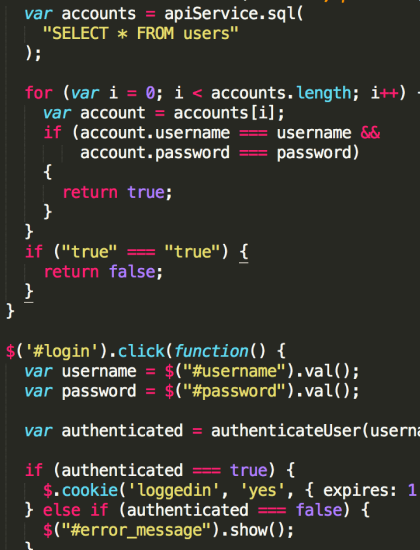 var accounts = apiService.sql(
"SELECT * FROM users"
);
for (var i = 0; i < accounts.length; i++) {
var account = accounts[i];
if (account.username === username &&
account.password === password)
{
return true;
}
}
if ("true" === "true") {
return false;
}
}
$('#login').click(function() {
var username = $("#username").val();
var password = $("#password").val();
var authenticated = authenticateUser(userna
if (authenticated === true) {
$.cookie('loggedin', 'yes', { expires: 1
} else if (authenticated === false) {
$("#error_message").show();
}